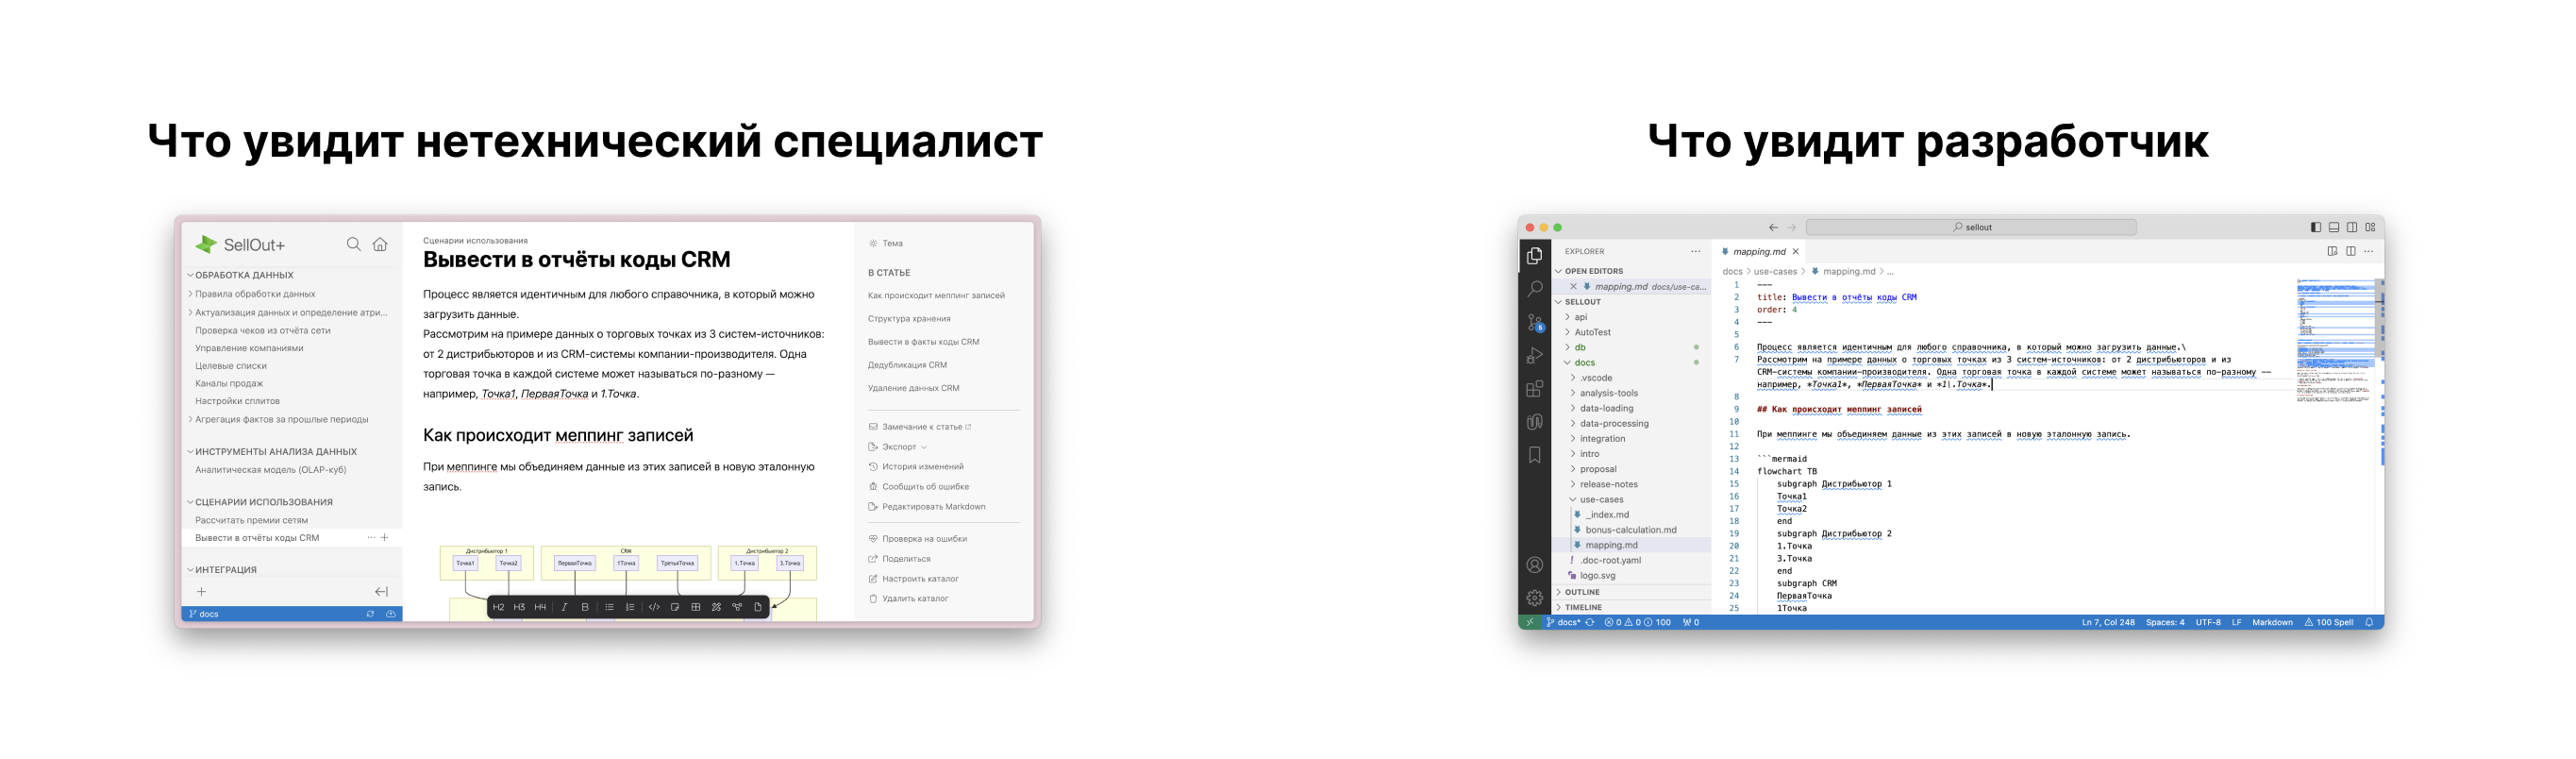 Что увидит нетехнический специалист
SellOut+
ОБРАБОТКА ДАННЫХ
Правила обработки данных
Актуализация данных и определение атри...
Проверка чеков из отчёта сети
Управление компаниями
Целевые списки
Каналы продаж
Настройки сплитов
Агрегация фактов за прошлые периоды
ИНСТРУМЕНТЫ АНАЛИЗА ДАННЫХ
Аналитическая модель (OLAP-куб)
СЦЕНАРИИ ИСПОЛЬЗОВАНИЯ
Рассчитать премии сетям
Вывести в отчёты коды CRM
ИНТЕГРАЦИЯ
docs
Сценарии использования
Вывести в отчёты коды CRM
Процесс является идентичным для любого справочника, в который можно
загрузить данные.
Рассмотрим на примере данных о торговых точках из 3 систем-источников:
от 2 дистрибьюторов и из CRM-системы компании-производителя. Одна
торговая точка в каждой системе может называться по-разному —
например, Точка1, ПерваяТочка и 1.Точка.
Как происходит меппинг записей
При меппинге мы объединяем данные из этих записей в новую эталонную
запись.
Дистрибьютор 1
CRM
Дистрибьютор 2
Точка1
Точка2
ПерваяТочка
1Точка
ТретьяТочка
1.Точка
3.Точка
H2 H3 H4 I B
Тема
В СТАТЬЕ
Как происходит меппинг записей
Структура хранения
Вывести в факты коды CRM
Дедубликация CRM
Удаление данных CRM
Замечание к статье
Экспорт
История изменений
Сообщить об ошибке
Редактировать Markdown
Проверка на ошибки
Поделиться
Настроить каталог
Удалить каталог
Что увидит разработчик
sellout
EXPLORER
OPEN EDITORS
mapping.md docs/use-ca...
SELLOUT
api
AutoTest
db
docs
.vscode
analysis-tools
data-loading
data-processing
integration
intro
proposal
release-notes
use-cases
_index.md
bonus-calculation.md
mapping.md
.doc-root.yaml
logo.svg
OUTLINE
TIMELINE
mapping.md
docs > use-cases > mapping.md > ...
1 ---
2 title: Вывести в отчёты коды CRM
3 order: 4
4 ---
5
6 Процесс является идентичным для любого справочника, в который можно загрузить данные.\
7 Рассмотрим на примере данных о торговых точках из 3 систем-источников: от 2 дистрибьюторов и из
CRM-системы компании-производителя. Одна торговая точка в каждой системе может называться по-разному —
например, *Точка1*, *ПерваяТочка* и *1\.Точка*.
8
9 ## Как происходит меппинг записей
10
11 При меппинге мы объединяем данные из этих записей в новую эталонную запись.
12
13 ```mermaid
14 flowchart TB
15 subgraph Дистрибьютор 1
16 Точка1
17 Точка2
18 end
19 subgraph Дистрибьютор 2
20 1.Точка
21 3.Точка
22 end
23 subgraph CRM
24 ПерваяТочка
25 1Точка
5
docs* 0 0 100 0
Ln 7, Col 248 Spaces: 4 UTF-8 LF Markdown 100 Spell